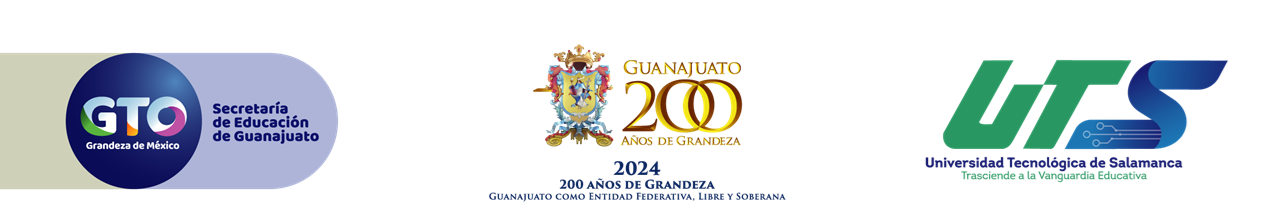 GTO
Grandeza de México
Secretaría
de Educación
de Guanajuato
GUANAJUATO
200
AÑOS DE GRANDEZA
2024
200 AÑOS DE GRANDEZA
GUANAJUATO COMO ENTIDAD FEDERATIVA, LIBRE Y SOBERANA
UTS
Universidad Tecnológica de Salamanca
Trasciende a la Vanguardia Educativa